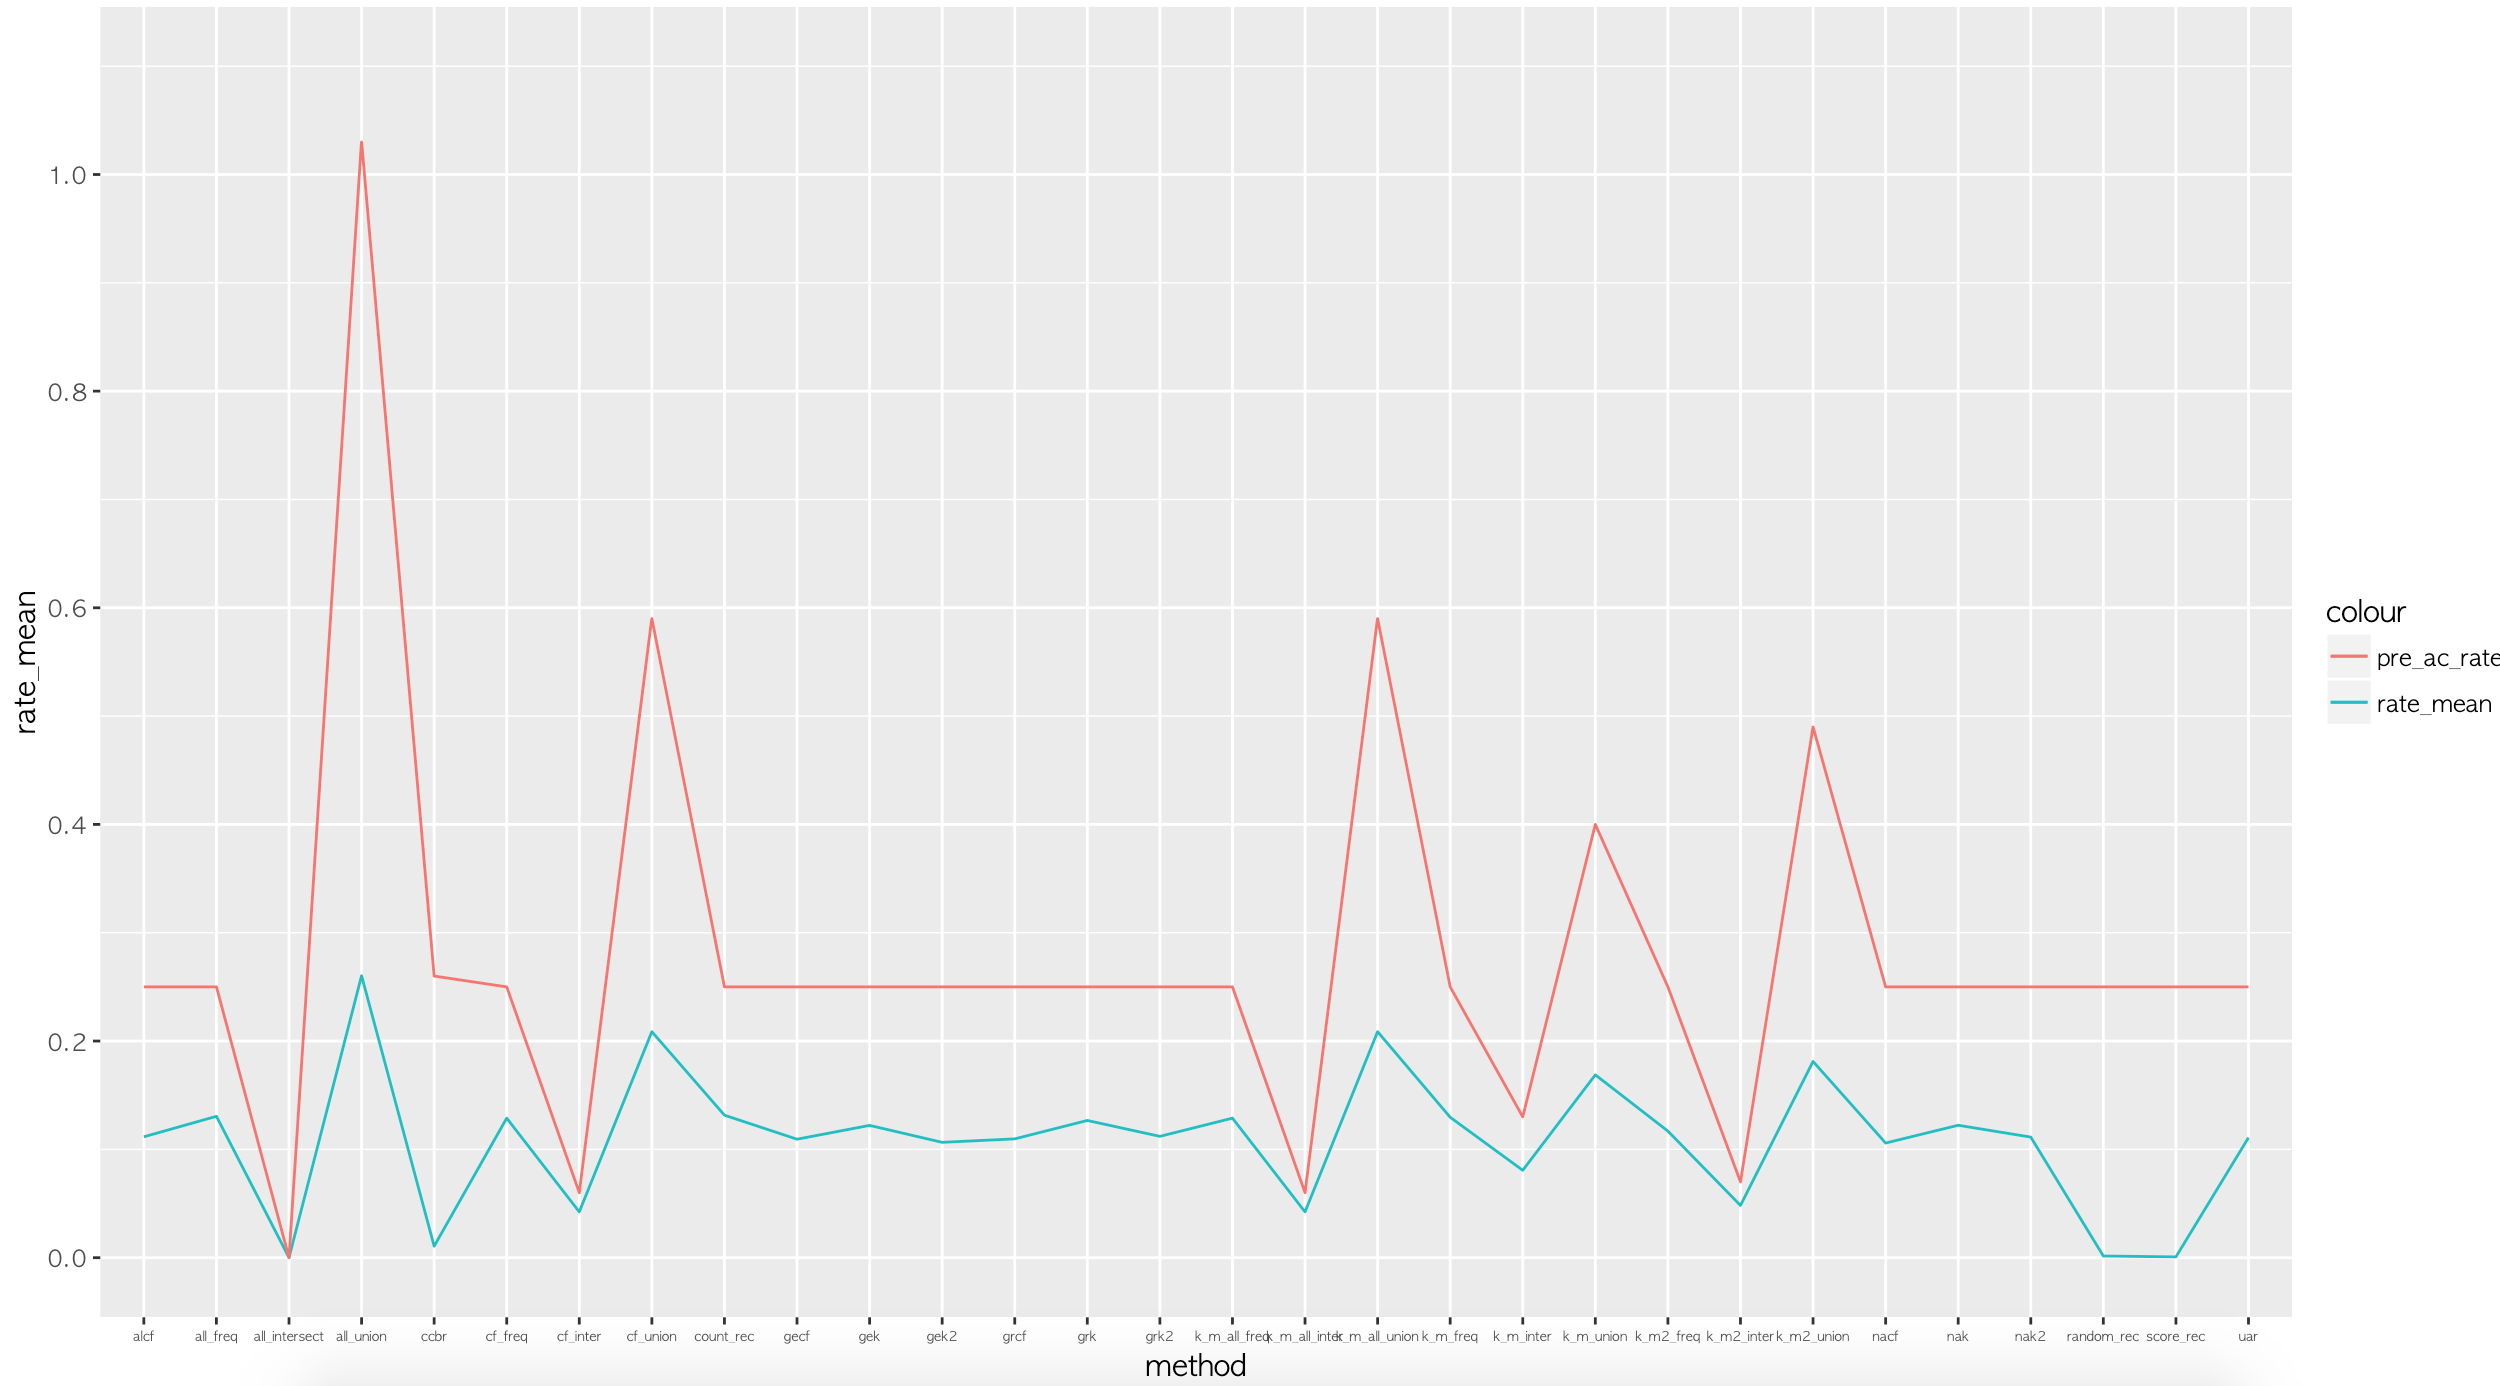 rate_mean
1.0
0.8
0.6
0.4
0.2
0.0
alcf all_freq all_intersect all_union ccbr cf_freq cf_inter cf_union count_rec gecf gek gek2 grcf grk grk2 k_m_all_freq k_m_all_inter k_m_all_union k_m_freq k_m_inter k_m_union k_m2_freq k_m2_inter k_m2_union nacf nak nak2 random_rec score_rec uar
method
colour
pre_ac_rate
rate_mean